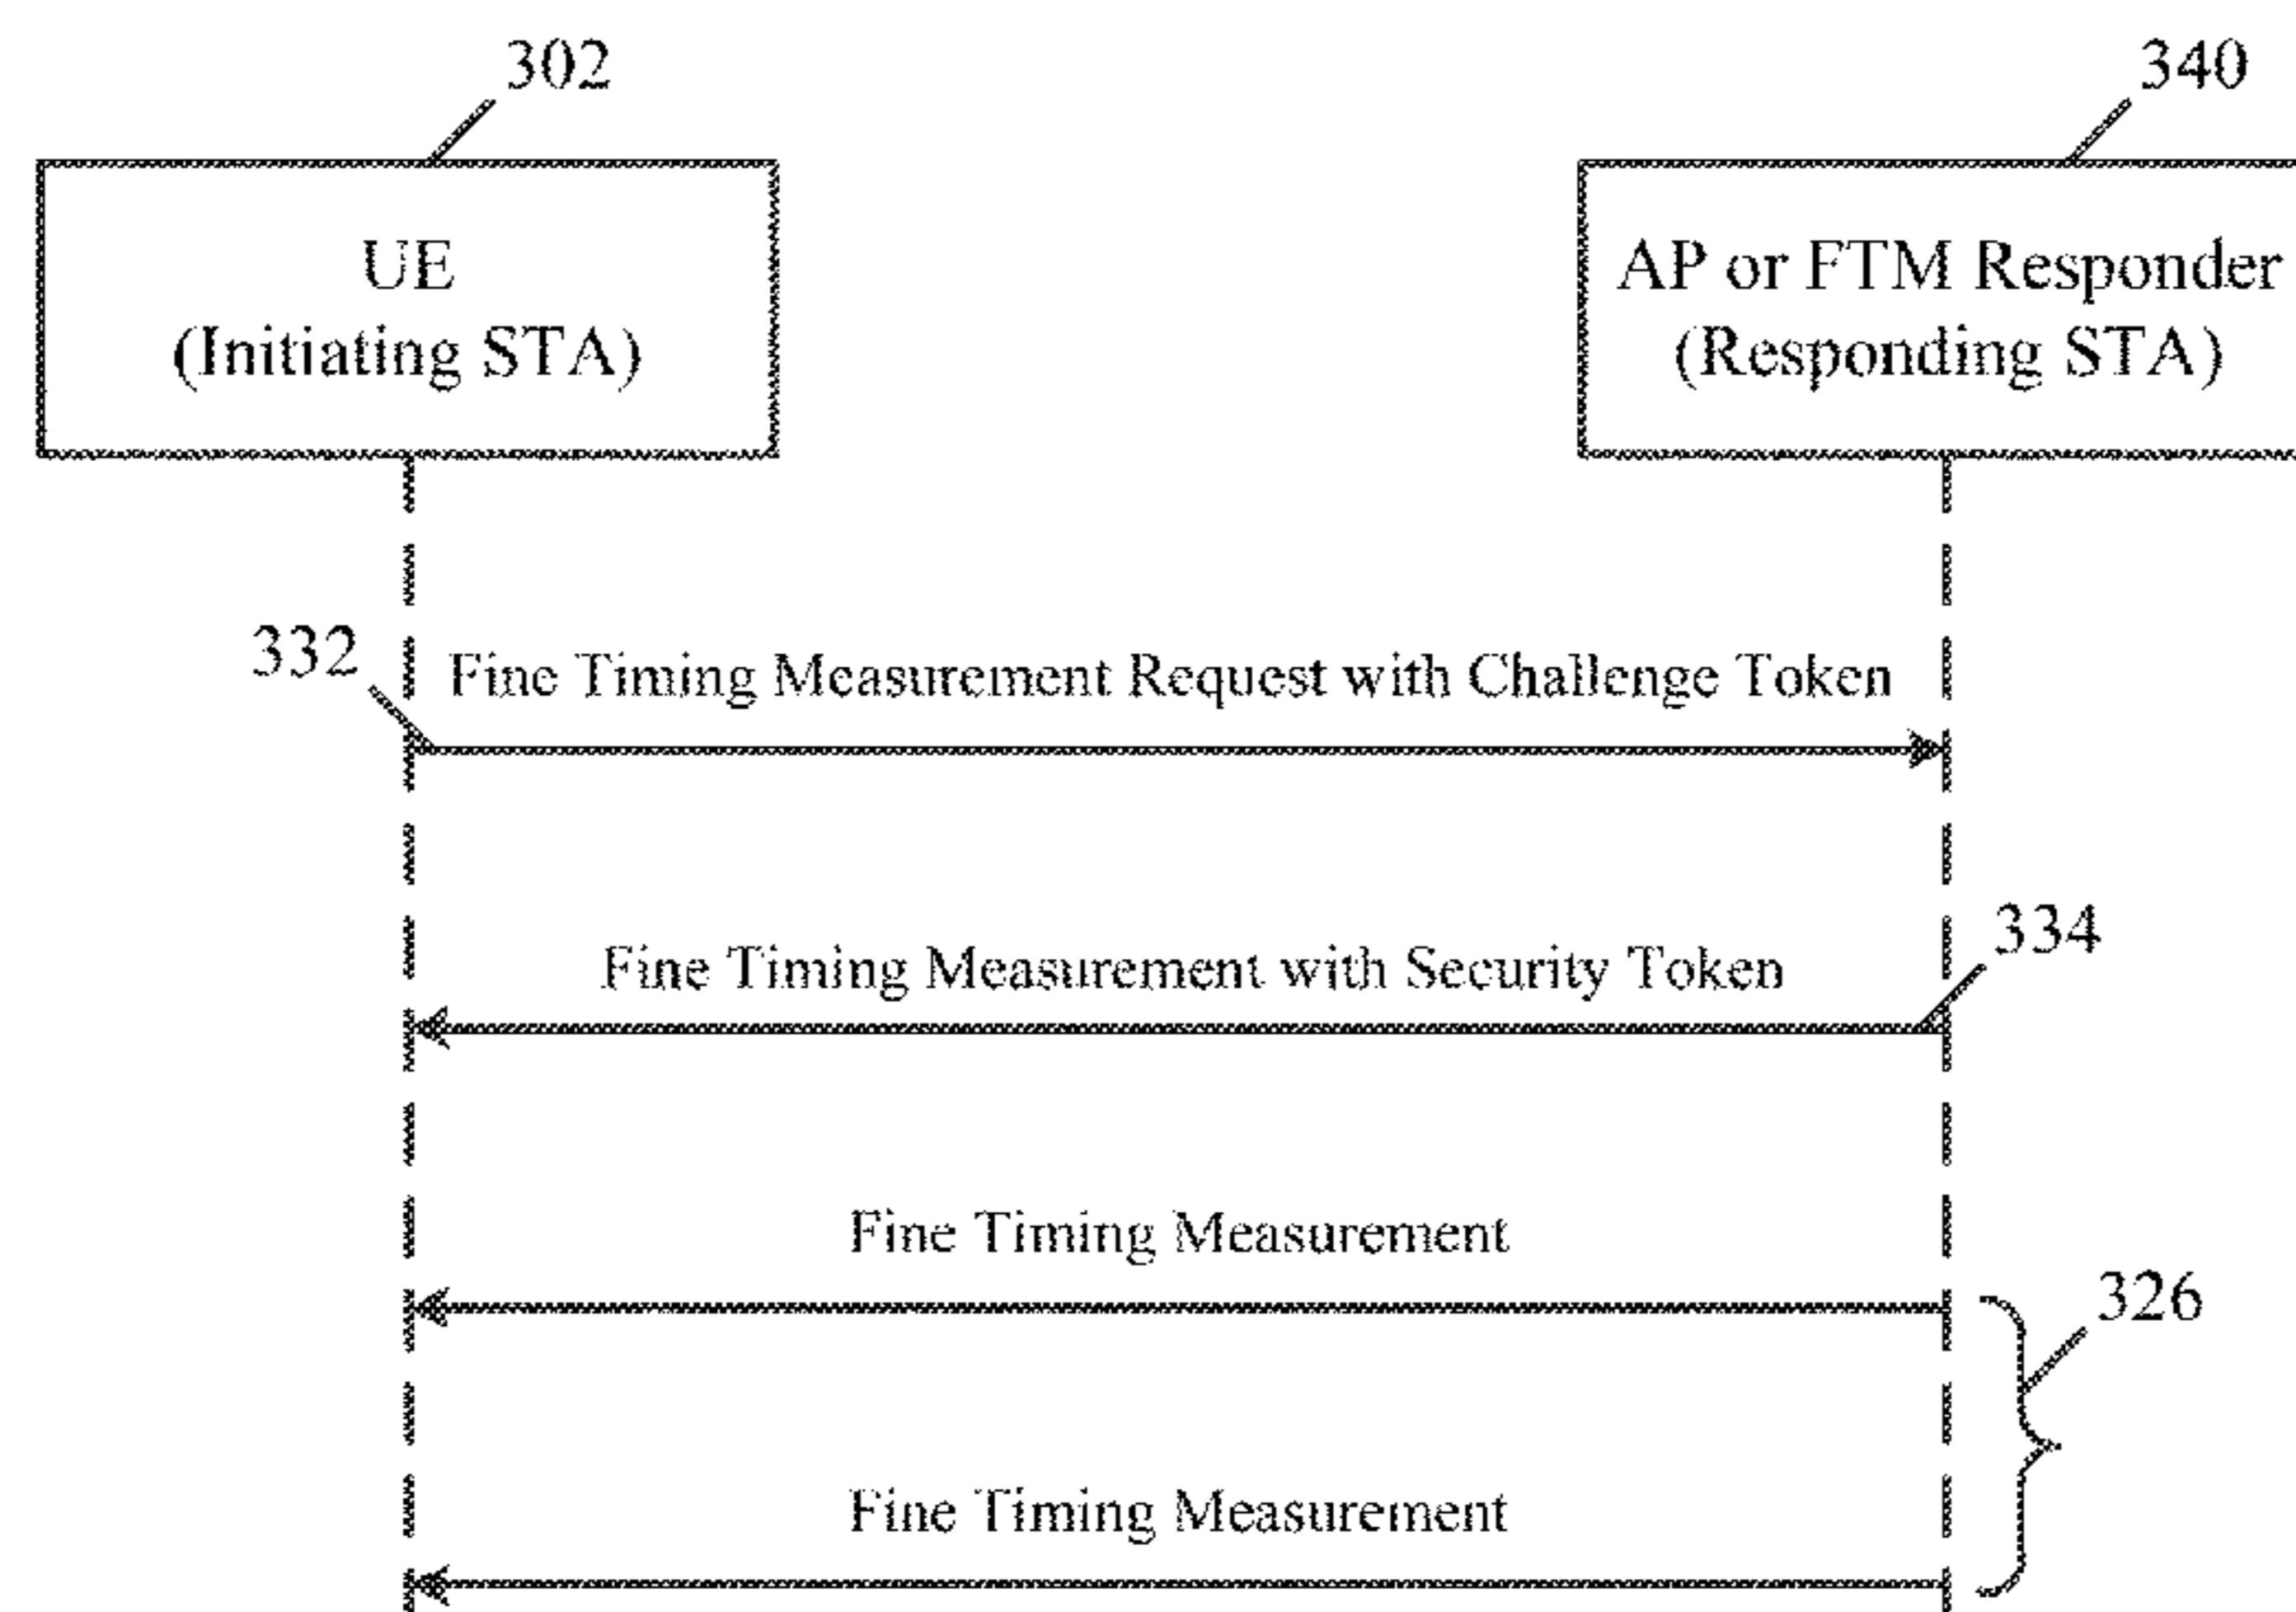 302
340
UE
(Initiating STA)
AP or FTM Responder
(Responding STA)
332
Fine Timing Measurement Request with Challenge Token
334
Fine Timing Measurement with Security Token
Fine Timing Measurement
326
Fine Timing Measurement